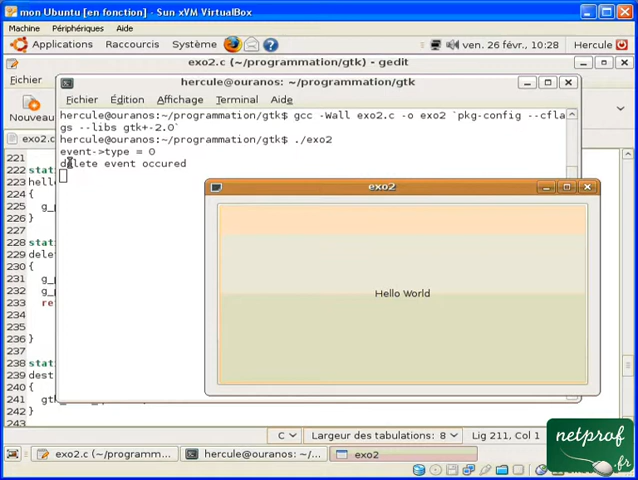 mon Ubuntu [en fonction] - Sun xVM VirtualBox
Machine Périphériques Aide
Applications Raccourcis Système ven. 26 févr., 10:28 Hercule
exo2.c (~/programmation/gtk) - gedit
Fichier
hercule@ouranos: ~/programmation/gtk
Fichier Édition Affichage Terminal Aide
Nouveau
hercule@ouranos:~/programmation/gtk$ gcc -Wall exo2.c -o exo2 `pkg-config --cfla
gs --libs gtk+-2.0`
hercule@ouranos:~/programmation/gtk$ ./exo2
event->type = 0
delete event occured
exo2.c
221
222 stat
223 hell
224 {
225 g_p
226 }
227
228 stat
229 dele
230 {
231 g_p
232 g_p
233 re
236 }
237
238 stat
239 dest
240 {
241 gt
242 }
243
exo2
Hello World
C Largeur des tabulations: 8 Lig 211, Col 1
exo2.c (~/programm... hercule@ouranos: ~/... exo2
netprof
.fr